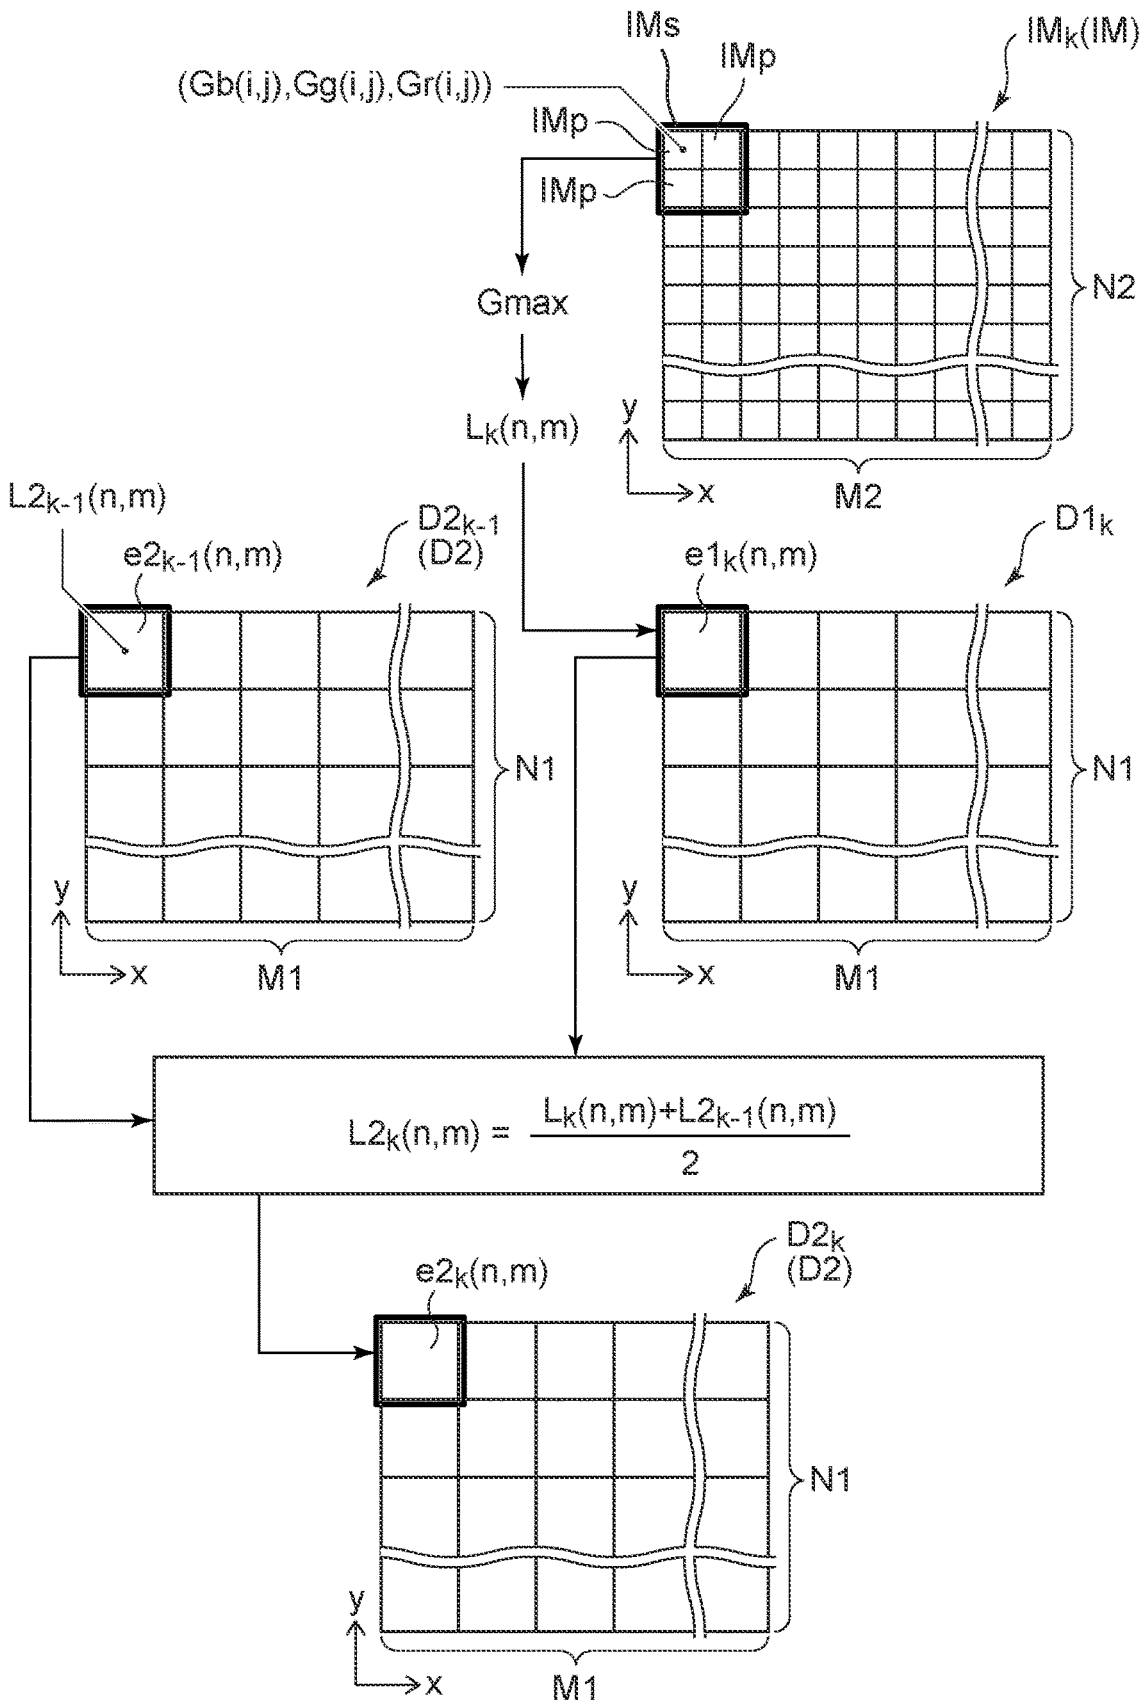 IMs
IMk(IM)
IMp
(Gb(i,j),Gg(i,j),Gr(i,j))
IMp
IMp
N2
Gmax
Lk(n,m)
y
x
M2
L2k-1(n,m)
D2k-1
(D2)
e2k-1(n,m)
e1k(n,m)
D1k
N1
N1
y
x
M1
y
x
M1
L2k(n,m) = Lk(n,m)+L2k-1(n,m)
2
D2k
(D2)
e2k(n,m)
N1
y
x
M1